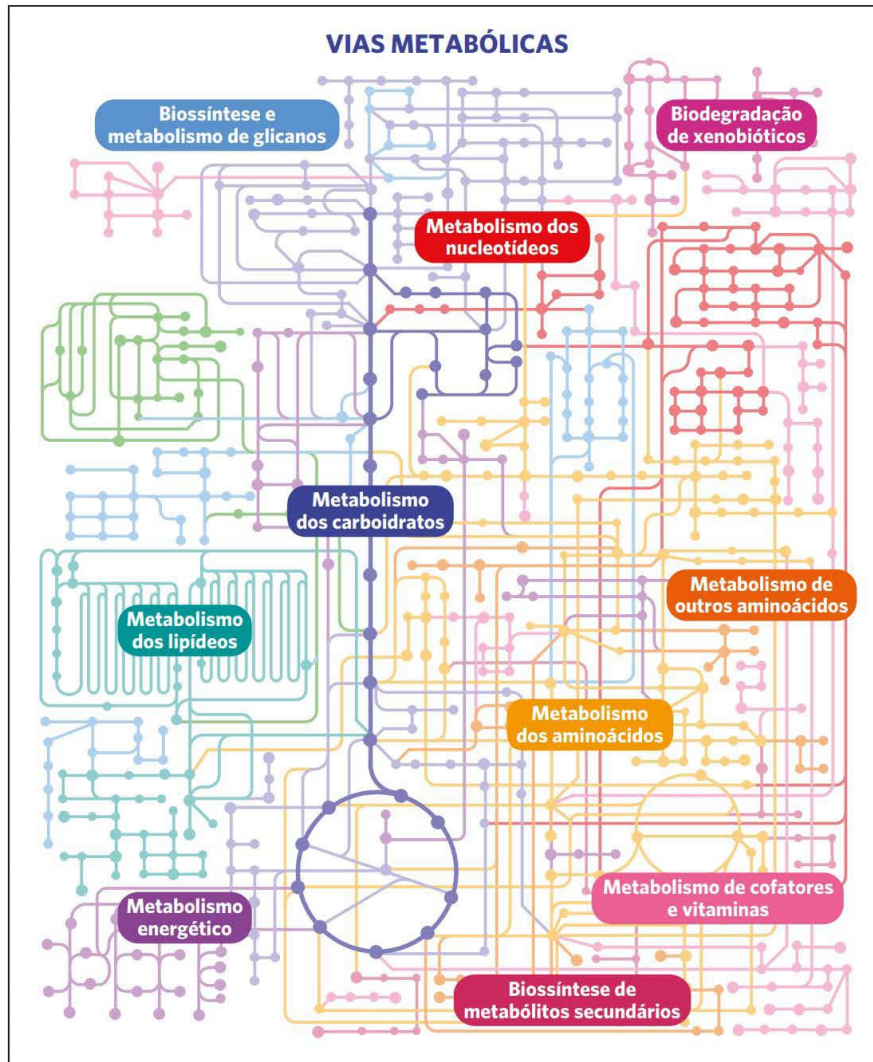 VIAS METABÓLICAS
Biossíntese e
metabolismo de glicanos
Biodegradação
de xenobióticos
Metabolismo dos
nucleotídeos
Metabolismo
dos carboidratos
Metabolismo de
outros aminoácidos
Metabolismo
dos lipídeos
Metabolismo
dos aminoácidos
Metabolismo de cofatores
e vitaminas
Metabolismo
energético
Biossíntese de
metabólitos secundários